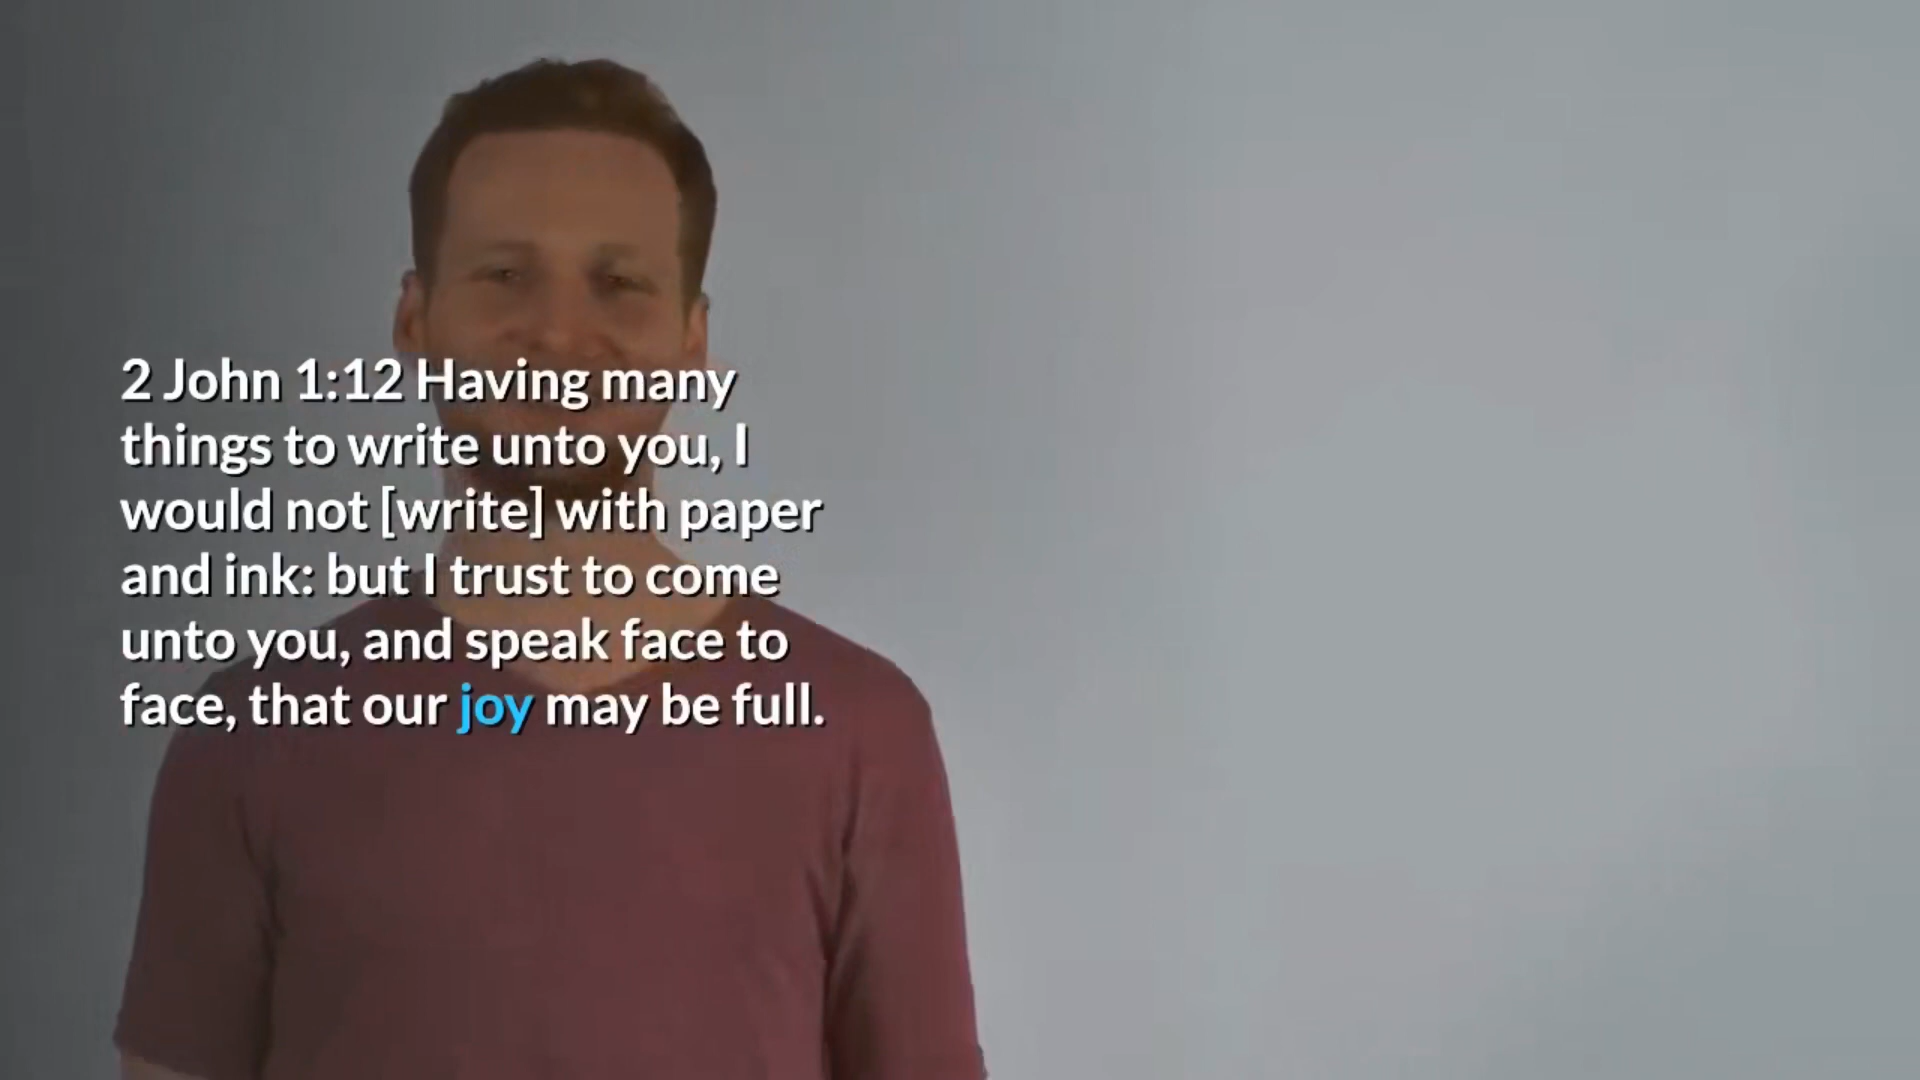 2 John 1:12 Having many
things to write unto you, I
would not [write] with paper
and ink: but I trust to come
unto you, and speak face to
face, that our joy may be full.